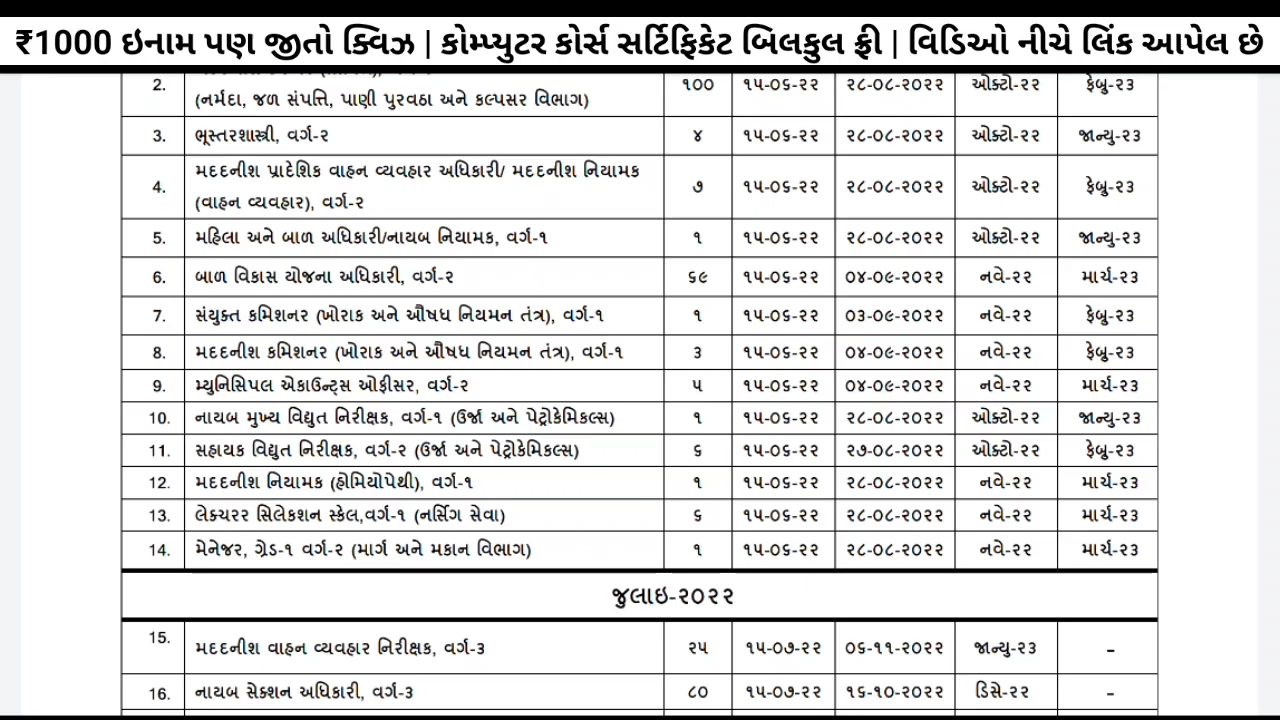 ₹1000 ઇનામ પણ જીતો ક્વિઝ | કોમ્પ્યુટર કોર્સ સર્ટિફિકેટ બિલકુલ ફ્રી | વિડિઓ નીચે લિંક આપેલ છે
2. (નર્મદા, જળ સંપત્તિ, પાણી પુરવઠા અને કલ્પસર વિભાગ) ૧૦૦ ૧૫-૦૬-૨૨ ૨૮-૦૮-૨૦૨૨ ઓક્ટો-૨૨ ફેબ્રુ-૨૩
3. ભૂસ્તરશાસ્ત્રી, વર્ગ-૨ ૪ ૧૫-૦૬-૨૨ ૨૮-૦૮-૨૦૨૨ ઓક્ટો-૨૨ જાન્યુ-૨૩
4. મદદનીશ પ્રાદેશિક વાહન વ્યવહાર અધિકારી/ મદદનીશ નિયામક
(વાહન વ્યવહાર), વર્ગ-૨ ૭ ૧૫-૦૬-૨૨ ૨૮-૦૮-૨૦૨૨ ઓક્ટો-૨૨ ફેબ્રુ-૨૩
5. મહિલા અને બાળ અધિકારી/નાયબ નિયામક, વર્ગ-૧ ૧ ૧૫-૦૬-૨૨ ૨૮-૦૮-૨૦૨૨ ઓક્ટો-૨૨ જાન્યુ-૨૩
6. બાળ વિકાસ યોજના અધિકારી, વર્ગ-૨ ૬૯ ૧૫-૦૬-૨૨ ૦૪-૦૯-૨૦૨૨ નવે-૨૨ માર્ચ-૨૩
7. સંયુક્ત કમિશનર (ખોરાક અને ઔષધ નિયમન તંત્ર), વર્ગ-૧ ૧ ૧૫-૦૬-૨૨ ૦૩-૦૯-૨૦૨૨ નવે-૨૨ ફેબ્રુ-૨૩
8. મદદનીશ કમિશનર (ખોરાક અને ઔષધ નિયમન તંત્ર), વર્ગ-૧ ૩ ૧૫-૦૬-૨૨ ૦૪-૦૯-૨૦૨૨ નવે-૨૨ ફેબ્રુ-૨૩
9. મ્યુનિસિપલ એકાઉન્ટ્સ ઓફીસર, વર્ગ-૨ ૫ ૧૫-૦૬-૨૨ ૦૪-૦૯-૨૦૨૨ નવે-૨૨ માર્ચ-૨૩
10. નાયબ મુખ્ય વિદ્યુત નિરીક્ષક, વર્ગ-૧ (ઉર્જા અને પેટ્રોકેમિકલ્સ) ૧ ૧૫-૦૬-૨૨ ૨૮-૦૮-૨૦૨૨ ઓક્ટો-૨૨ જાન્યુ-૨૩
11. સહાયક વિદ્યુત નિરીક્ષક, વર્ગ-૨ (ઉર્જા અને પેટ્રોકેમિકલ્સ) ૬ ૧૫-૦૬-૨૨ ૨૭-૦૮-૨૦૨૨ ઓક્ટો-૨૨ ફેબ્રુ-૨૩
12. મદદનીશ નિયામક (હોમિયોપેથી), વર્ગ-૧ ૧ ૧૫-૦૬-૨૨ ૨૮-૦૮-૨૦૨૨ નવે-૨૨ માર્ચ-૨૩
13. લેક્ચરર સિલેકશન સ્કેલ,વર્ગ-૧ (નર્સિંગ સેવા) ૬ ૧૫-૦૬-૨૨ ૨૮-૦૮-૨૦૨૨ નવે-૨૨ માર્ચ-૨૩
14. મેનેજર, ગ્રેડ-૧ વર્ગ-૨ (માર્ગ અને મકાન વિભાગ) ૧ ૧૫-૦૬-૨૨ ૨૮-૦૮-૨૦૨૨ નવે-૨૨ માર્ચ-૨૩
જુલાઇ-૨૦૨૨
15. મદદનીશ વાહન વ્યવહાર નિરીક્ષક, વર્ગ-૩ ૨૫ ૧૫-૦૭-૨૨ ૦૬-૧૧-૨૦૨૨ જાન્યુ-૨૩ -
16. નાયબ સેક્શન અધિકારી, વર્ગ-૩ ૮૦ ૧૫-૦૭-૨૨ ૧૬-૧૦-૨૦૨૨ ડિસે-૨૨ -